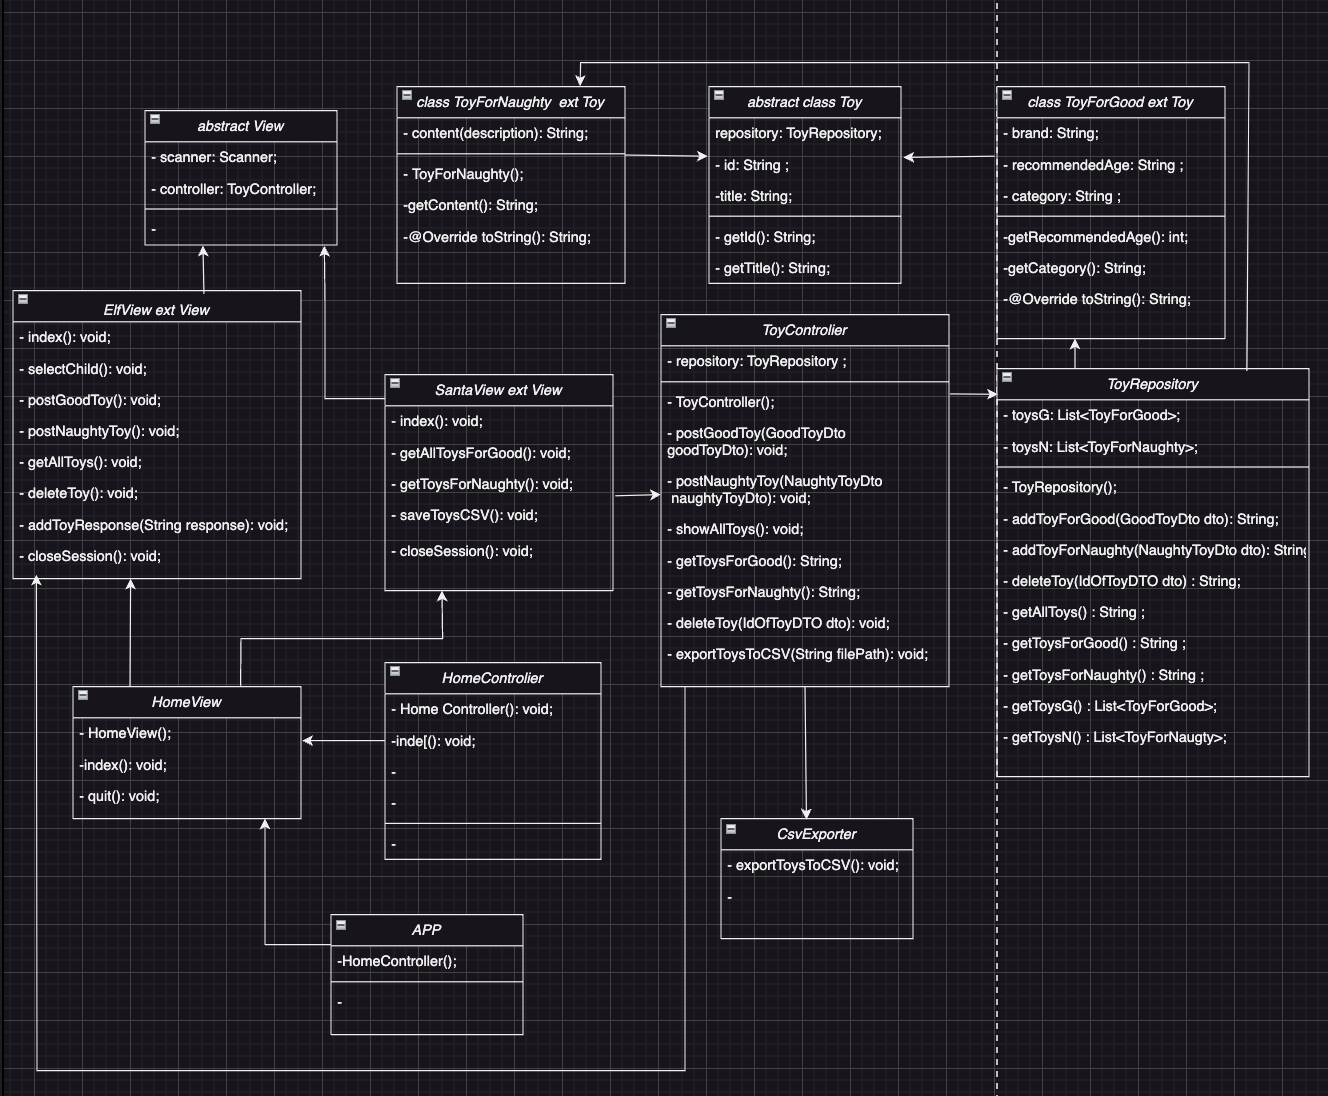 abstract View
- scanner: Scanner;
- controller: ToyController;
-
class ToyForNaughty  ext Toy
- content(description): String;
- ToyForNaughty();
-getContent(): String;
-@Override toString(): String;
abstract class Toy
repository: ToyRepository;
- id: String ;
-title: String;
- getId(): String;
- getTitle(): String;
class ToyForGood ext Toy
- brand: String;
- recommendedAge: String ;
- category: String ;
-getRecommendedAge(): int;
-getCategory(): String;
-@Override toString(): String;
ElfView ext View
- index(): void;
- selectChild(): void;
- postGoodToy(): void;
- postNaughtyToy(): void;
- getAllToys(): void;
- deleteToy(): void;
- addToyResponse(String response): void;
- closeSession(): void;
SantaView ext View
- index(): void;
- getAllToysForGood(): void;
- getToysForNaughty(): void;
- saveToysCSV(): void;
- closeSession(): void;
ToyControlier
- repository: ToyRepository ;
- ToyController();
- postGoodToy(GoodToyDto
goodToyDto): void;
- postNaughtyToy(NaughtyToyDto
naughtyToyDto): void;
- showAllToys(): void;
- getToysForGood(): String;
- getToysForNaughty(): String;
- deleteToy(IdOfToyDTO dto): void;
- exportToysToCSV(String filePath): void;
ToyRepository
- toysG: List<ToyForGood>;
- toysN: List<ToyForNaughty>;
- ToyRepository();
- addToyForGood(GoodToyDto dto): String;
- addToyForNaughty(NaughtyToyDto dto): String
- deleteToy(IdOfToyDTO dto) : String;
- getAllToys() : String ;
- getToysForGood() : String ;
- getToysForNaughty() : String ;
- getToysG() : List<ToyForGood>;
- getToysN() : List<ToyForNaugty>;
HomeView
- HomeView();
-index(): void;
- quit(): void;
HomeControlier
- Home Controller(): void;
-inde[(): void;
-
-
-
CsvExporter
- exportToysToCSV(): void;
-
APP
-HomeController();
-